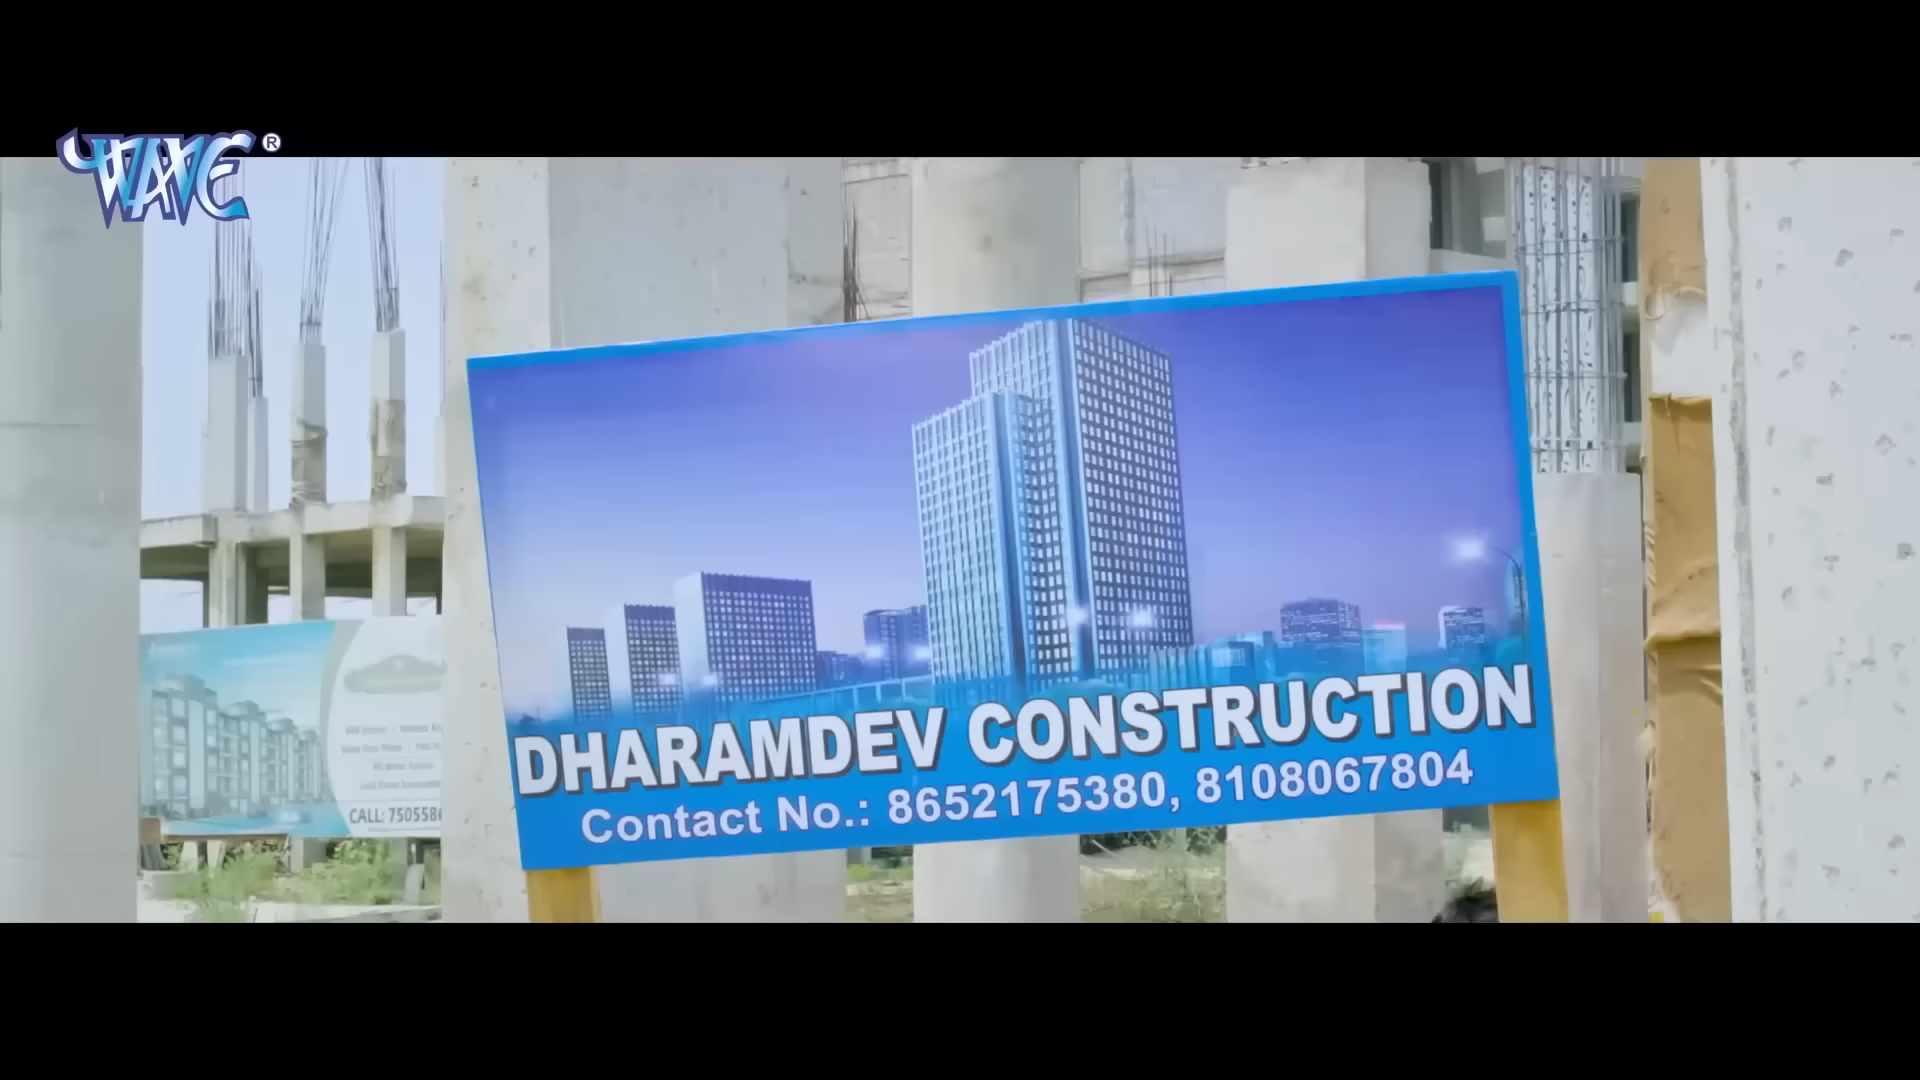 WAVE ®
DHARAMDEV CONSTRUCTION
Contact No.: 8652175380, 8108067804
CALL: 750558